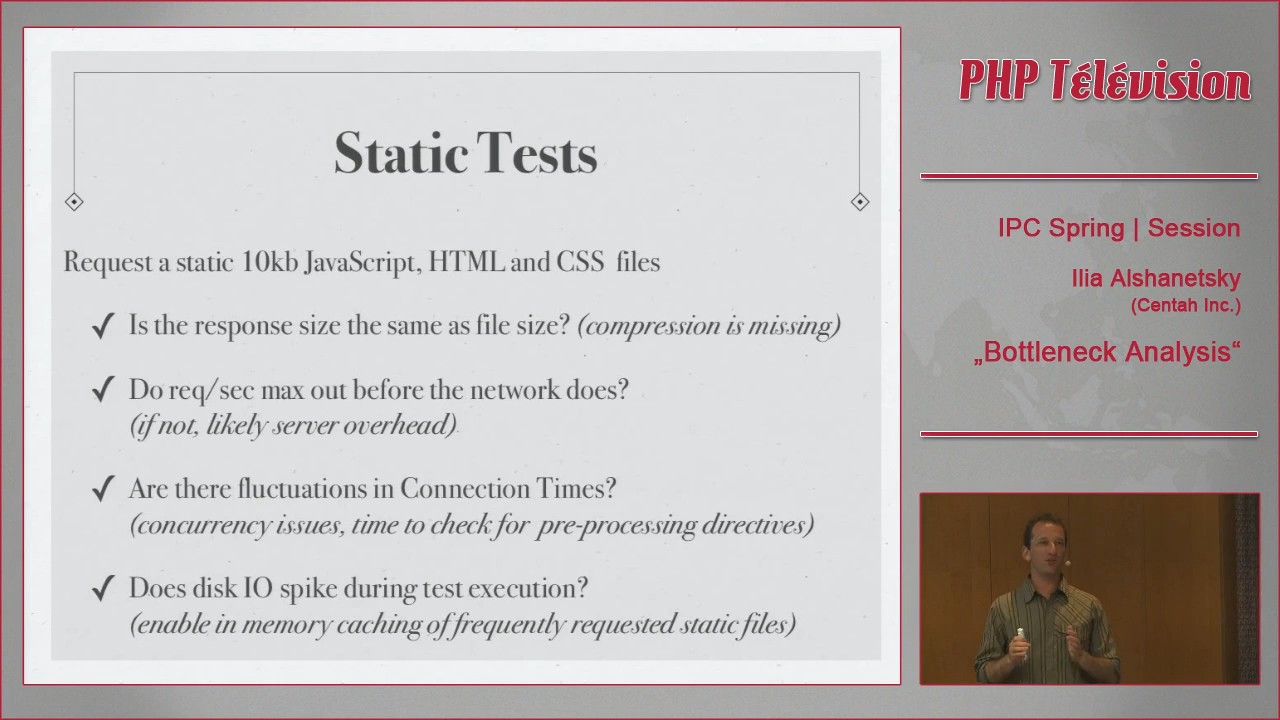 Static Tests
Request a static 10kb JavaScript, HTML and CSS files
Is the response size the same as file size? (compression is missing)
Do req/sec max out before the network does?
(if not, likely server overhead)
Are there fluctuations in Connection Times?
(concurrency issues, time to check for pre-processing directives)
Does disk IO spike during test execution?
(enable in memory caching of frequently requested static files)
PHP Télévision
IPC Spring | Session
Ilia Alshanetsky
(Centah Inc.)
„Bottleneck Analysis“